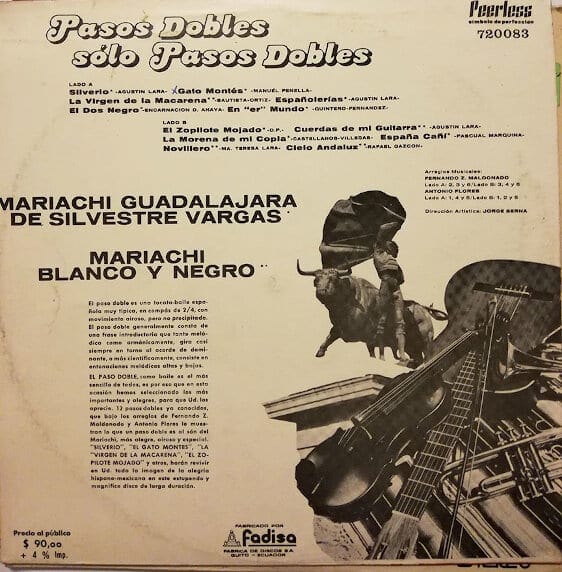 Pasos Dobles
sólo Pasos Dobles
Peerless
símbolo de perfección
720083
LADO A
Silverio* -AGUSTIN LARA- Gato Montés* -MANUEL PENELLA-
La Virgen de la Macarena** -BAUTISTA-ORTIZ- Españolerías* -AGUSTIN LARA-
El Dos Negro* -ENCARNACION D. ANAYA- En "er" Mundo* -QUINTERO-FERNANDEZ-
LADO B
El Zopilote Mojado* -D.P.- Cuerdas de mi Guitarra** -AGUSTIN LARA-
La Morena de mi Copla* -CASTELLANOS-VILLEGAS- España Cañí* -PASCUAL MARQUINA-
Novillero** -MA. TERESA LARA- Cielo Andaluz** -RAFAEL GAZCON-
Arreglos Musicales:
FERNANDO Z. MALDONADO
Lado A: 2, 3 y 6/Lado B: 3, 4 y 6
ANTONIO FLORES
Lado A: 1, 4 y 5/Lado B: 1, 2 y 5
Dirección Artística: JORGE SERNA
MARIACHI GUADALAJARA
DE SILVESTRE VARGAS*
MARIACHI
BLANCO Y NEGRO**
El paso doble es una tocata-baile espa-
ñola muy típica, en compás de 2/4, con
movimiento airoso, pero no precipitado.
El paso doble generalmente consta de
una frase introductoria que tanto meló-
dica como armónicamente, gira casi
siempre en torno al acorde de domi-
nante, o más científicamente, consiste en
entonaciones melódicas altas y bajas.
EL PASO DOBLE, como baile es el más
sencillo de todos, es por eso que en esta
ocasión hemos seleccionado los más
importantes y alegres, para que Ud. los
aprecie. 12 pasos dobles ya conocidos,
que bajo los arreglos de Fernando Z.
Maldonado y Antonio Flores le mues-
tran lo que un paso doble es al són del
Mariachi, más alegre, airoso y especial.
"SILVERIO", "EL GATO MONTES", "LA
"VIRGEN DE LA MACARENA", "EL ZO-
PILOTE MOJADO" y otros, harán revivir
en Ud. toda la imagen de la alegría
hispano-mexicana en este estupendo y
magnífico disco de larga duración.
Precio al público
$ 90,00
+ 4 % Imp.
FABRICADO POR
Fadisa
FABRICA DE DISCOS S.A.
QUITO - ECUADOR